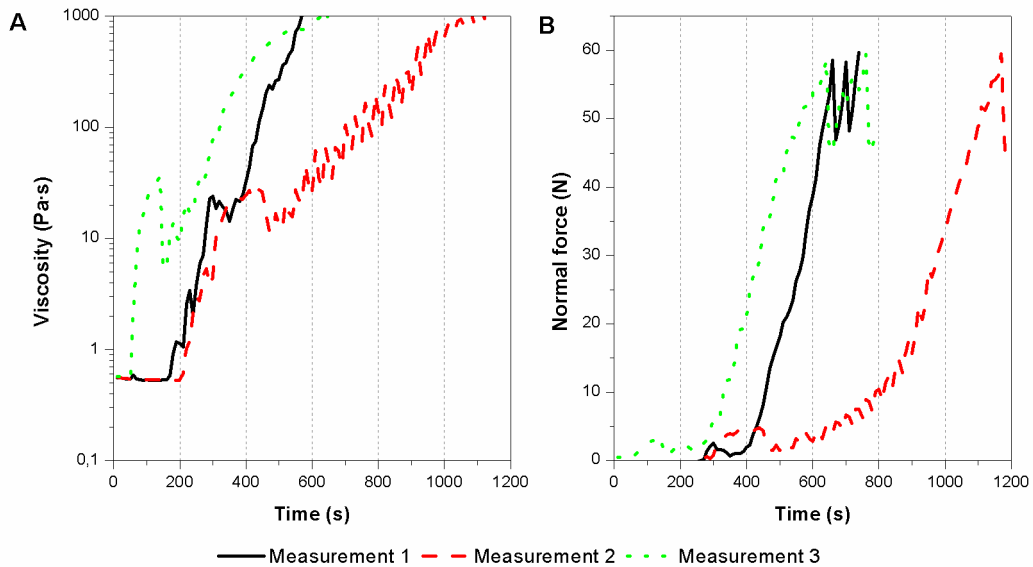 A
Viscosity (Pa·s)
1000
100
10
1
0,1
0 200 400 600 800 1000 1200
Time (s)
B
Normal force (N)
60
50
40
30
20
10
0
0 200 400 600 800 1000 1200
Time (s)
Measurement 1 Measurement 2 Measurement 3